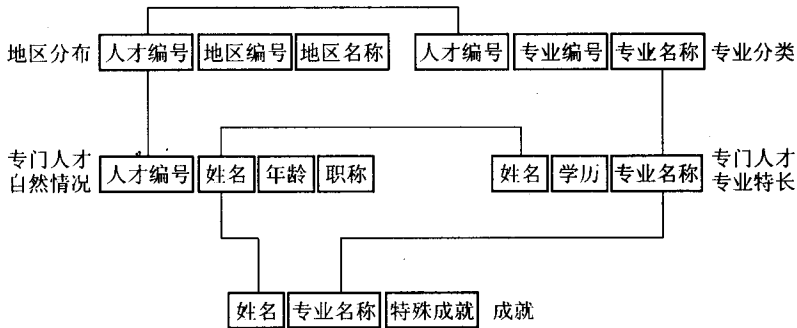 地区分布 人才编号 地区编号 地区名称 人才编号 专业编号 专业名称 专业分类
专门人才
自然情况 人才编号 姓名 年龄 职称 姓名 学历 专业名称 专门人才
专业特长
姓名 专业名称 特殊成就 成就